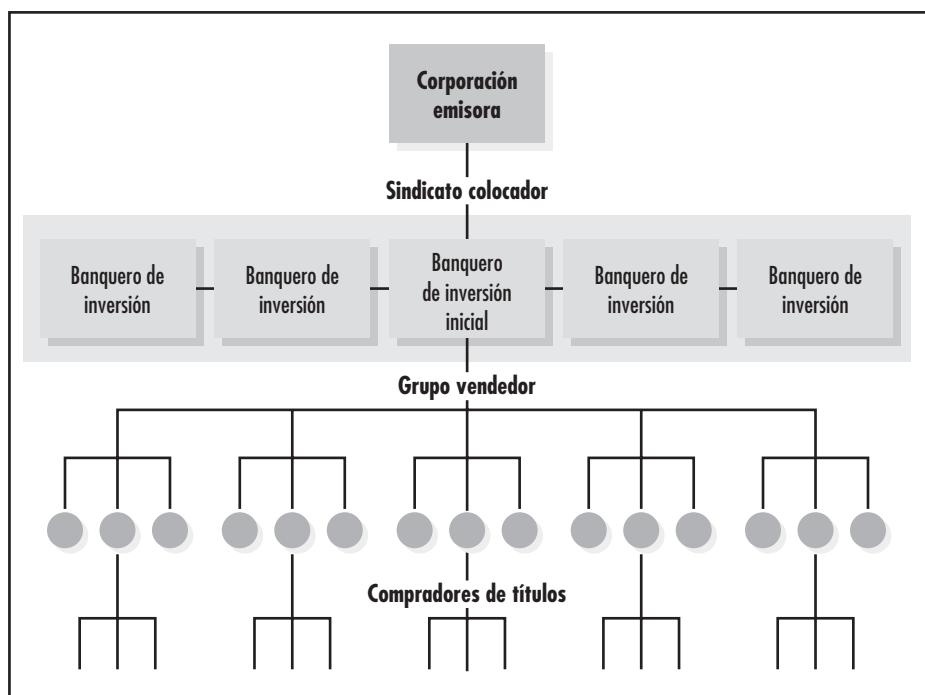 Corporación
emisora
Sindicato colocador
Banquero de
inversión
Banquero de
inversión
Banquero
de inversión
inicial
Banquero de
inversión
Banquero de
inversión
Grupo vendedor
Compradores de títulos